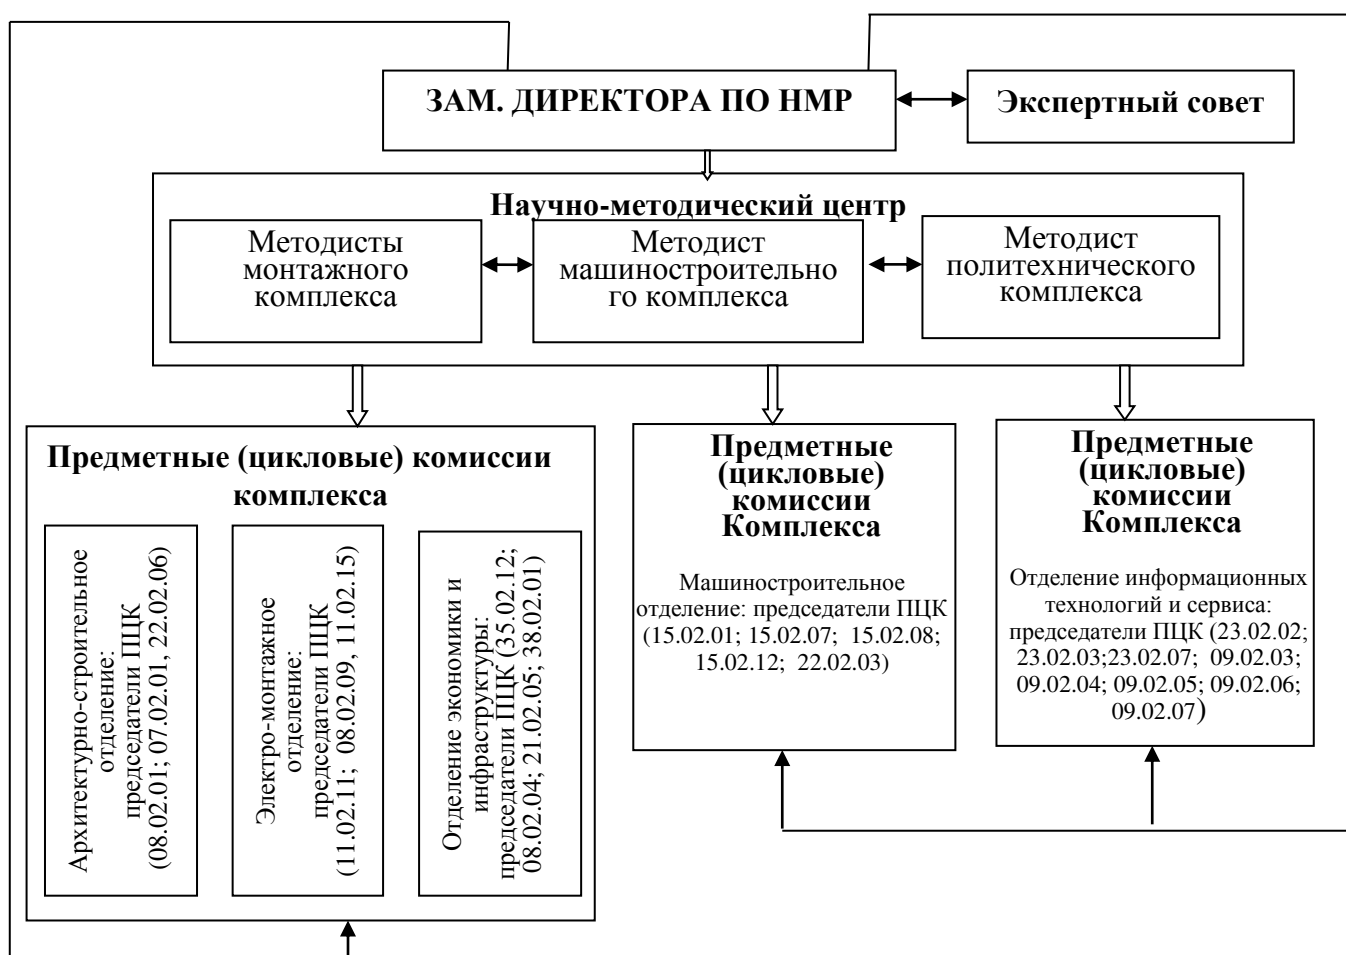 ЗАМ. ДИРЕКТОРА ПО НМР
Экспертный совет
Научно-методический центр
Методисты
монтажного
комплекса
Методист
машиностроительно
го комплекса
Методист
политехнического
комплекса
Предметные (цикловые) комиссии
комплекса
Архитектурно-строительное
отделение:
председатели ПЦК
(08.02.01; 07.02.01, 22.02.06)
Электро-монтажное
отделение:
председатели ПЦК
(11.02.11; 08.02.09, 11.02.15)
Отделение экономики и
инфраструктуры:
председатели ПЦК (35.02.12;
08.02.04; 21.02.05; 38.02.01)
Предметные
(цикловые)
комиссии
Комплекса
Машиностроительное
отделение: председатели ПЦК
(15.02.01; 15.02.07; 15.02.08;
15.02.12; 22.02.03)
Предметные
(цикловые)
комиссии
Комплекса
Отделение информационных
технологий и сервиса:
председатели ПЦК (23.02.02;
23.02.03;23.02.07; 09.02.03;
09.02.04; 09.02.05; 09.02.06;
09.02.07)